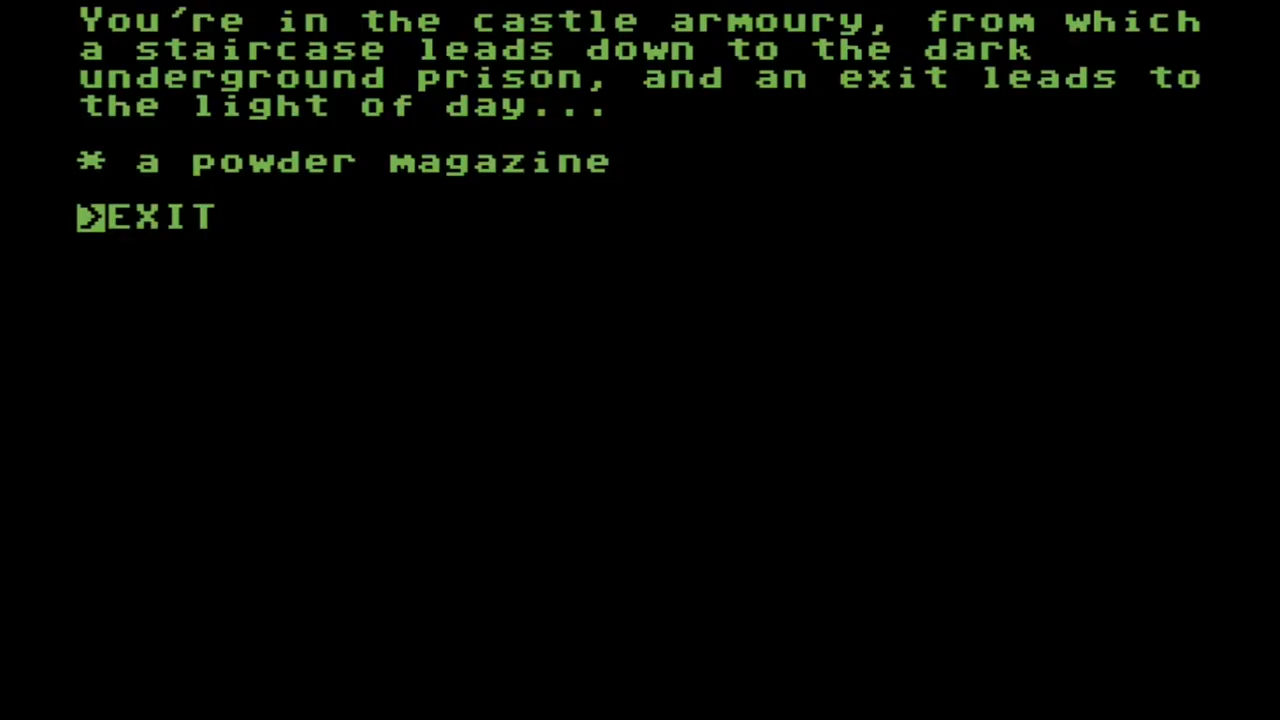 You're in the castle armoury, from which
a staircase leads down to the dark
underground prison, and an exit leads to
the light of day...
* a powder magazine
>EXIT